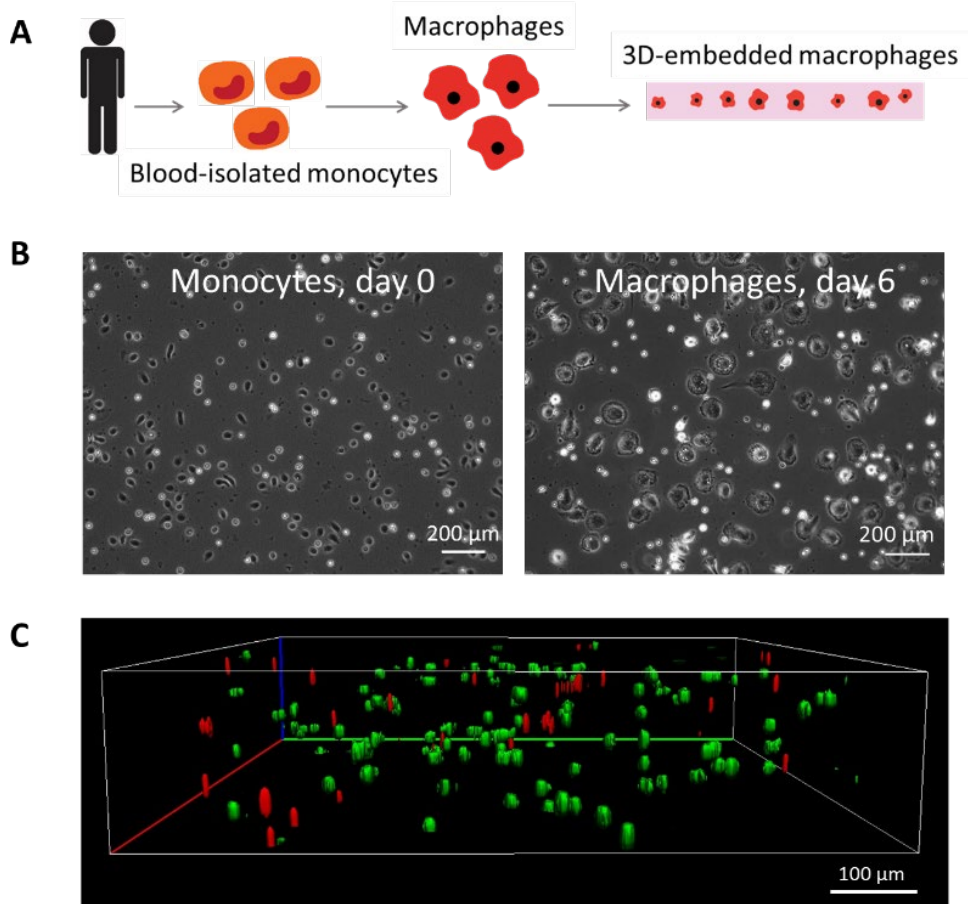 A
Macrophages
3D-embedded macrophages
Blood-isolated monocytes
B
Monocytes, day 0
Macrophages, day 6
200 µm
200 µm
C
100 µm